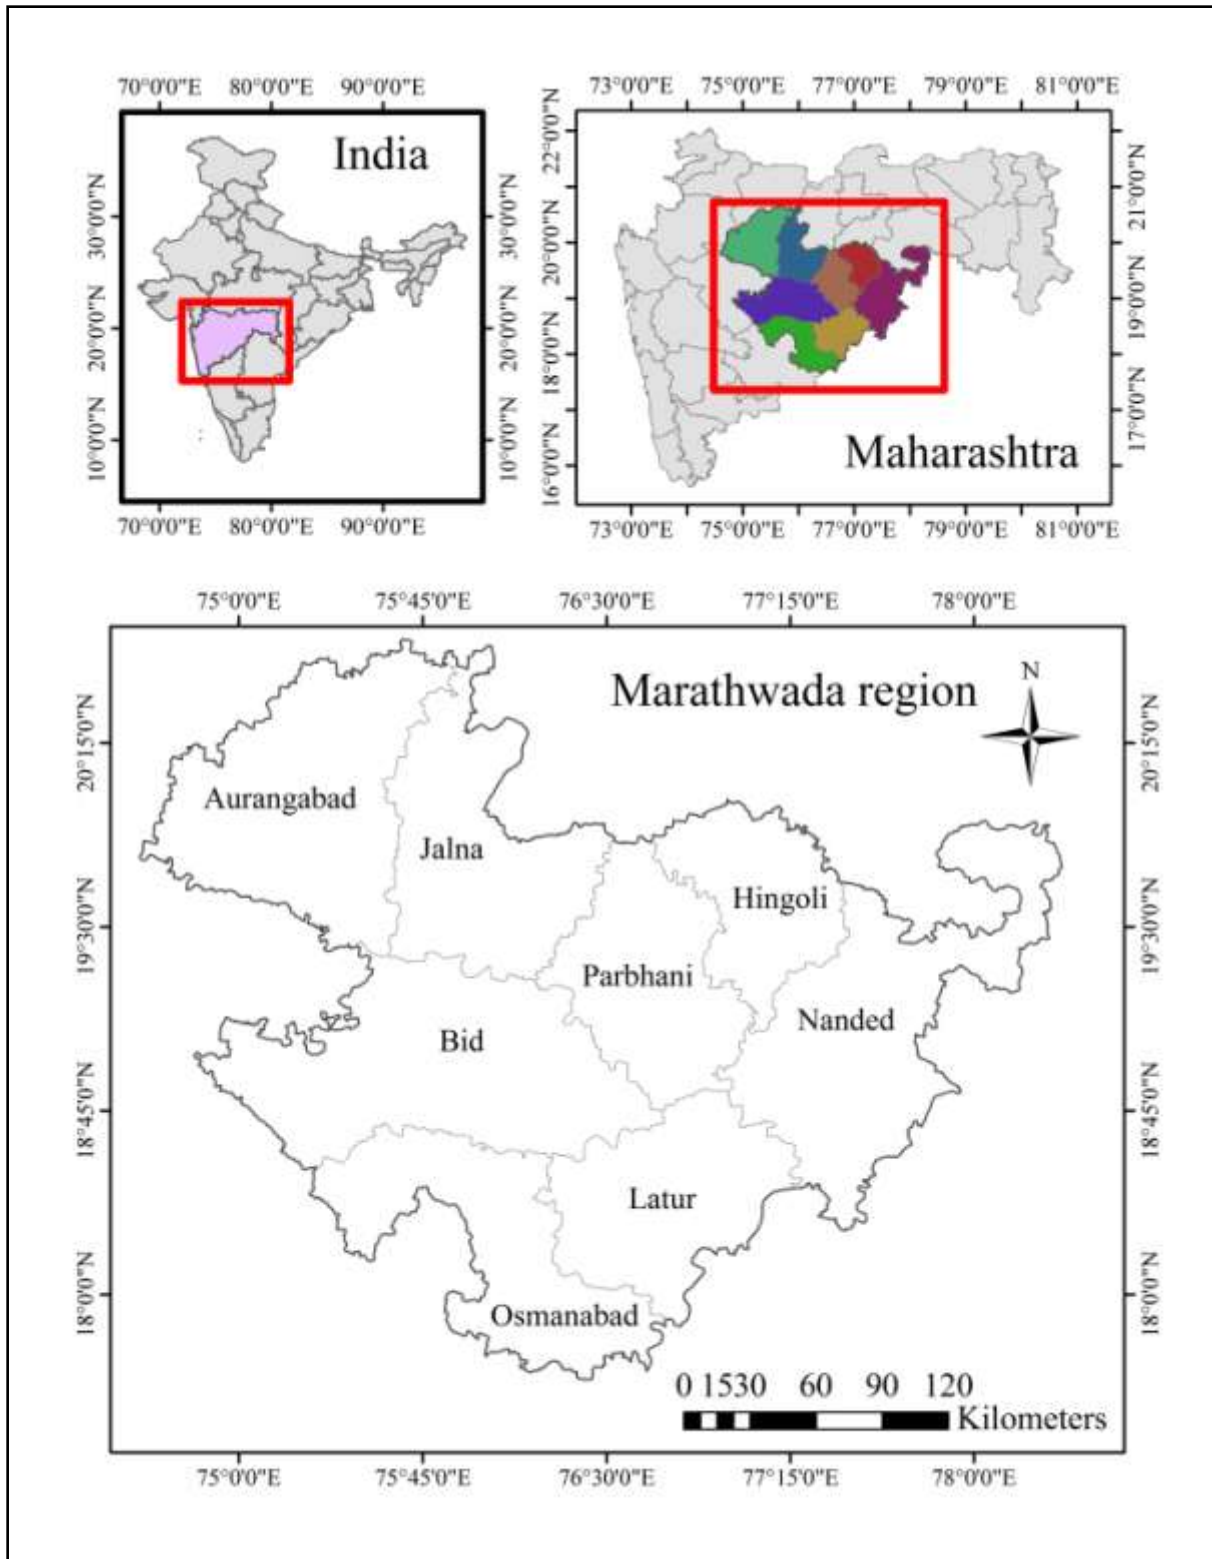 70°0'0"E 80°0'0"E 90°0'0"E
India
30°0'0"N
20°0'0"N
10°0'0"N
30°0'0"N
20°0'0"N
10°0'0"N
70°0'0"E 80°0'0"E 90°0'0"E
73°0'0"E 75°0'0"E 77°0'0"E 79°0'0"E 81°0'0"E
22°0'0"N
20°0'0"N
19°0'0"N
18°0'0"N
16°0'0"N
21°0'0"N
20°0'0"N
19°0'0"N
17°0'0"N
Maharashtra
73°0'0"E 75°0'0"E 77°0'0"E 79°0'0"E 81°0'0"E
75°0'0"E 75°45'0"E 76°30'0"E 77°15'0"E 78°0'0"E
Marathwada region
N
20°15'0"N
20°15'0"N
Aurangabad
Jalna
Hingoli
19°30'0"N
19°30'0"N
Parbhani
Nanded
Bid
18°45'0"N
18°45'0"N
Latur
18°0'0"N
18°0'0"N
Osmanabad
0 1530 60 90 120
Kilometers
75°0'0"E 75°45'0"E 76°30'0"E 77°15'0"E 78°0'0"E